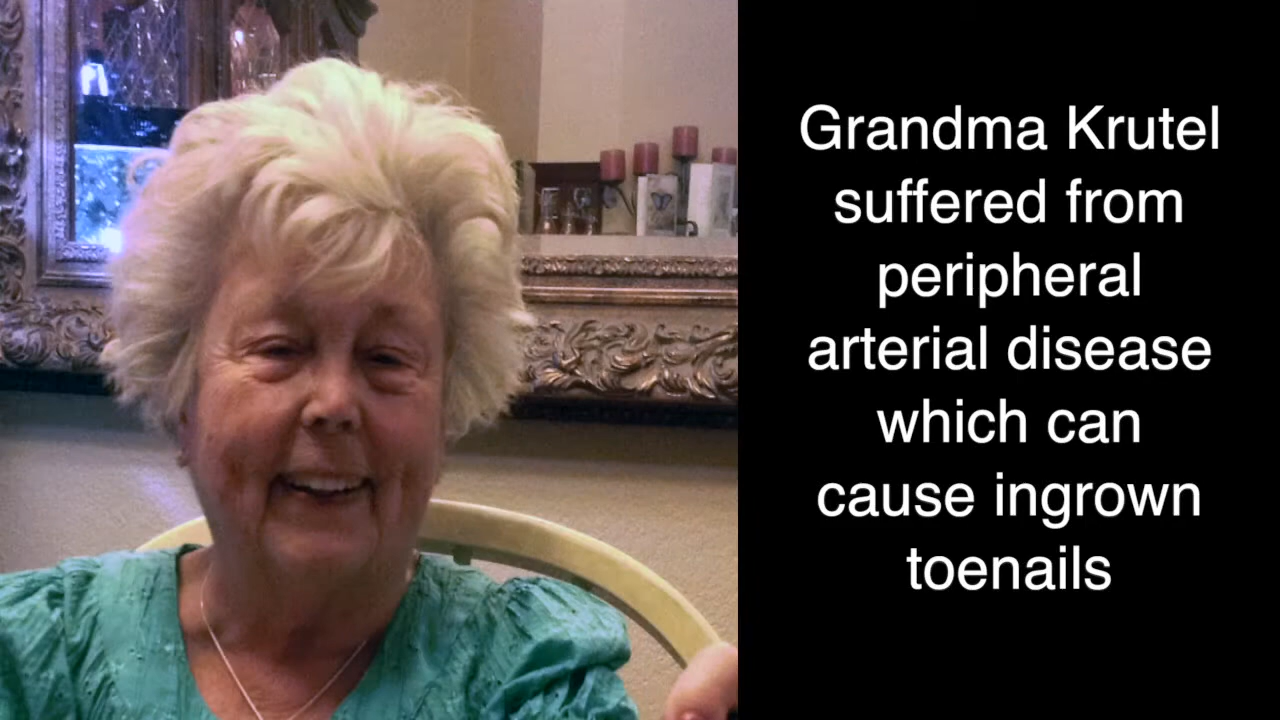 Grandma Krutel
suffered from
peripheral
arterial disease
which can
cause ingrown
toenails